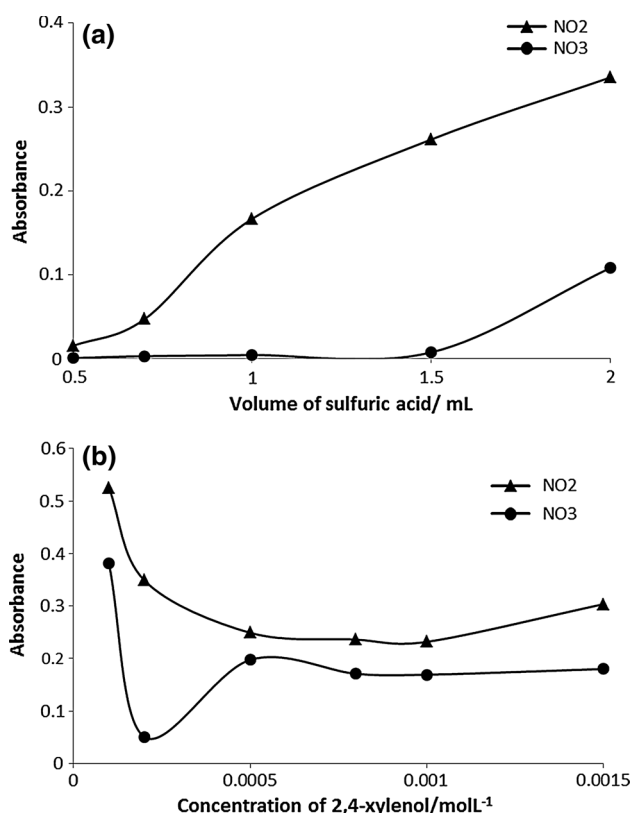 (a)
NO2
NO3
0.4
0.3
0.2
0.1
0
Absorbance
0.5
1
1.5
2
Volume of sulfuric acid/ mL
(b)
NO2
NO3
0.6
0.5
0.4
0.3
0.2
0.1
0
Absorbance
0
0.0005
0.001
0.0015
Concentration of 2,4-xylenol/molL⁻¹